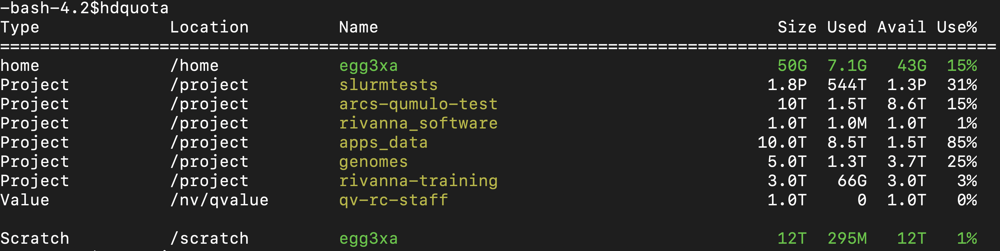 -bash-4.2$hdquota
Type Location Name Size Used Avail Use%
====================================================================================================
home /home egg3xa 50G 7.1G 43G 15%
Project /project slurmtests 1.8P 544T 1.3P 31%
Project /project arcs-qumulo-test 10T 1.5T 8.6T 15%
Project /project rivanna_software 1.0T 1.0M 1.0T 1%
Project /project apps_data 10.0T 8.5T 1.5T 85%
Project /project genomes 5.0T 1.3T 3.7T 25%
Project /project rivanna-training 3.0T 66G 3.0T 3%
Value /nv/qvalue qv-rc-staff 1.0T 0 1.0T 0%
Scratch /scratch egg3xa 12T 295M 12T 1%